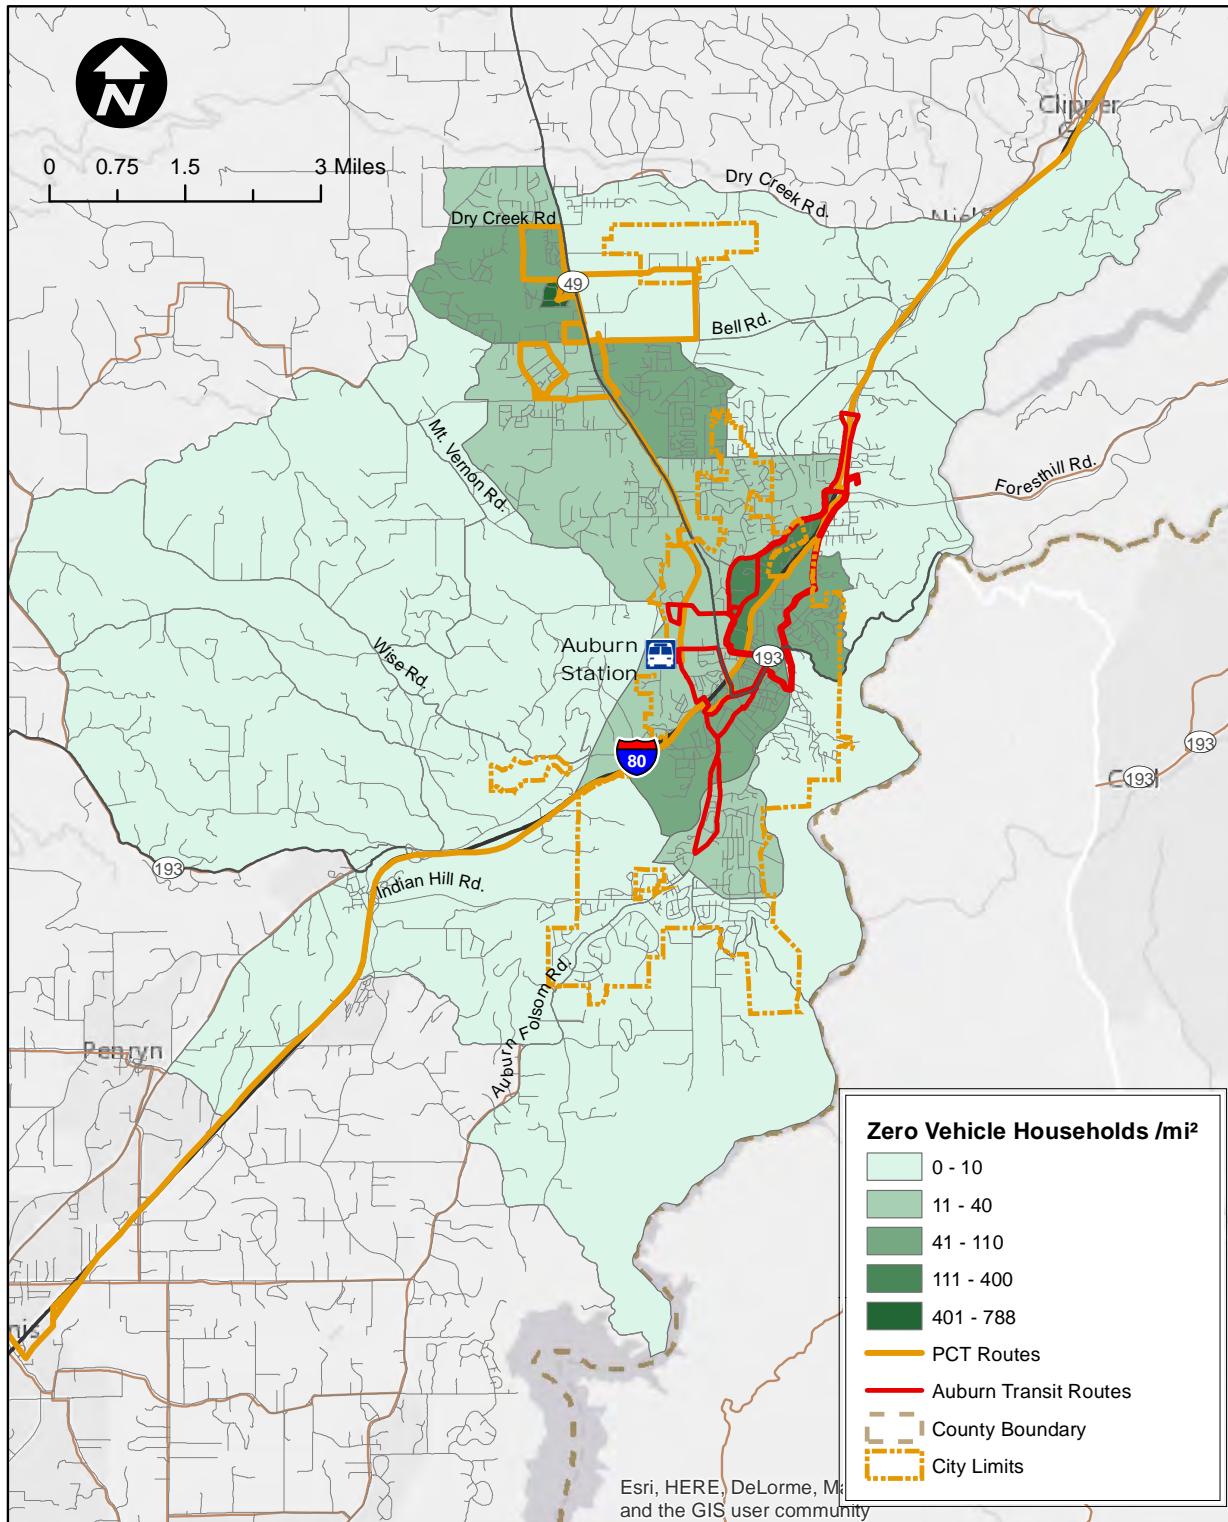 N
0 0.75 1.5 3 Miles
Clipper
Dry Creek Rd.
Dry Creek Rd
49
Bell Rd.
Mt. Vernon Rd.
Foresthill Rd.
Auburn
Station
193
Wise Rd.
80
193
193
193
Indian Hill Rd.
Auburn Folsom Rd.
Penryn
Zero Vehicle Households /mi²
0 - 10
11 - 40
41 - 110
111 - 400
401 - 788
PCT Routes
Auburn Transit Routes
County Boundary
City Limits
nis
Esri, HERE, DeLorme, Ma
and the GIS user community